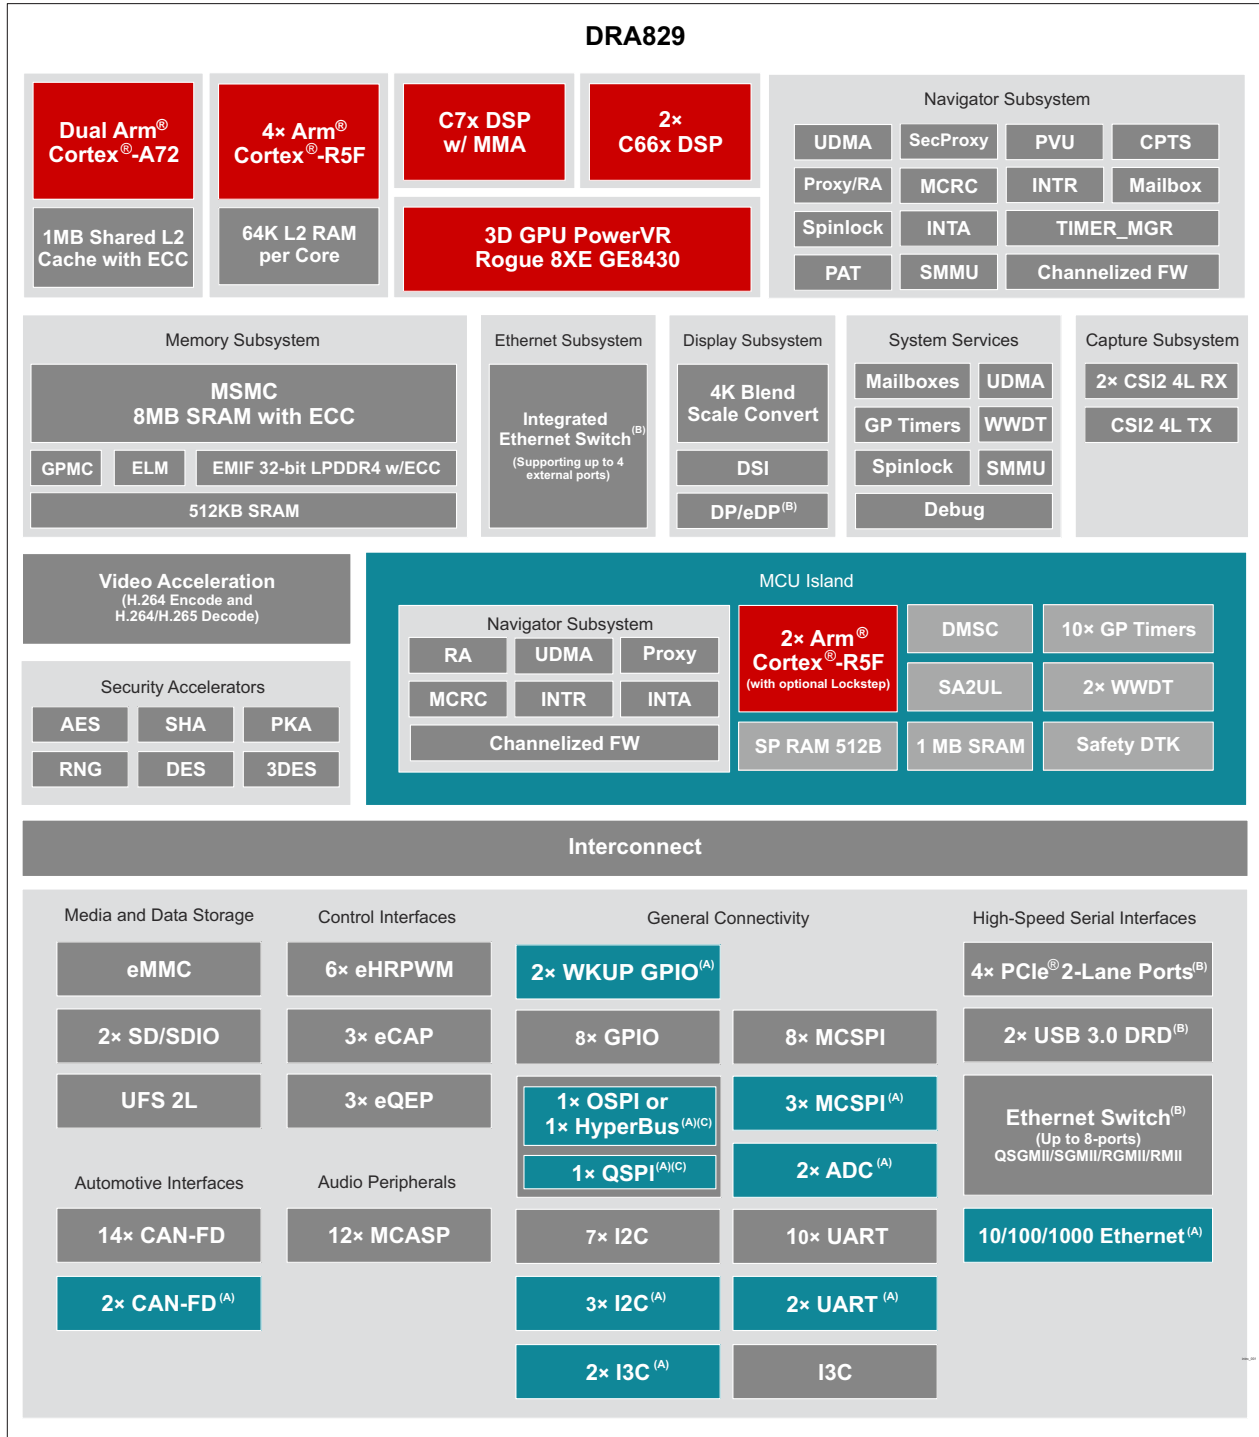 DRA829
Dual Arm®
Cortex®-A72
1MB Shared L2
Cache with ECC
4× Arm®
Cortex®-R5F
64K L2 RAM
per Core
C7x DSP
w/ MMA
2×
C66x DSP
3D GPU PowerVR
Rogue 8XE GE8430
Navigator Subsystem
UDMA
SecProxy
PVU
CPTS
Proxy/RA
MCRC
INTR
Mailbox
Spinlock
INTA
TIMER_MGR
PAT
SMMU
Channelized FW
Memory Subsystem
MSMC
8MB SRAM with ECC
GPMC
ELM
EMIF 32-bit LPDDR4 w/ECC
512KB SRAM
Ethernet Subsystem
Integrated
Ethernet Switch(B)
(Supporting up to 4
external ports)
Display Subsystem
4K Blend
Scale Convert
DSI
DP/eDP(B)
System Services
Mailboxes
UDMA
GP Timers
WWDT
Spinlock
SMMU
Debug
Capture Subsystem
2× CSI2 4L RX
CSI2 4L TX
Video Acceleration
(H.264 Encode and
H.264/H.265 Decode)
Security Accelerators
AES
SHA
PKA
RNG
DES
3DES
MCU Island
Navigator Subsystem
RA
UDMA
Proxy
MCRC
INTR
INTA
Channelized FW
2× Arm®
Cortex®-R5F
(with optional Lockstep)
DMSC
10× GP Timers
SA2UL
2× WWDT
SP RAM 512B
1 MB SRAM
Safety DTK
Interconnect
Media and Data Storage
eMMC
2× SD/SDIO
UFS 2L
Control Interfaces
6× eHRPWM
3× eCAP
3× eQEP
Automotive Interfaces
14× CAN-FD
2× CAN-FD(A)
Audio Peripherals
12× MCASP
General Connectivity
2× WKUP GPIO(A)
8× GPIO
8× MCSPI
1× OSPI or
1× HyperBus(A)(C)
1× QSPI(A)(C)
3× MCSPI(A)
2× ADC(A)
7× I2C
10× UART
3× I2C(A)
2× UART(A)
2× I3C(A)
I3C
High-Speed Serial Interfaces
4× PCIe® 2-Lane Ports(B)
2× USB 3.0 DRD(B)
Ethernet Switch(B)
(Up to 8-ports)
QSGMII/SGMII/RGMII/RMII
10/100/1000 Ethernet(A)